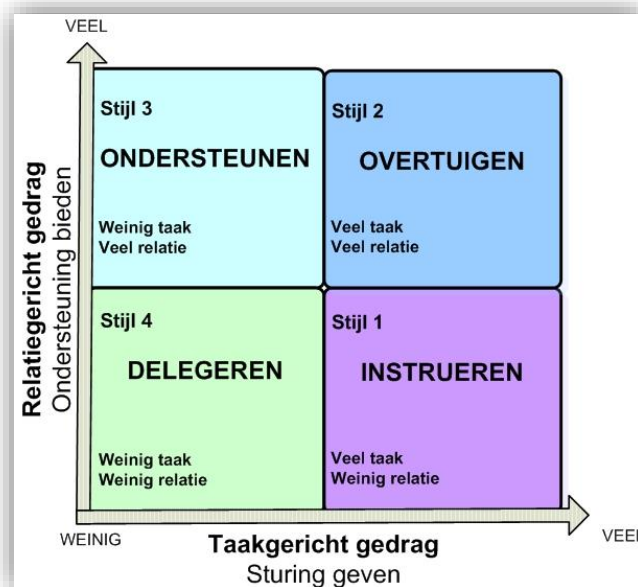 VEEL
Stijl 3
ONDERSTEUNEN
Weinig taak
Veel relatie
Stijl 2
OVERTUIGEN
Veel taak
Veel relatie
Stijl 4
DELEGEREN
Weinig taak
Weinig relatie
Stijl 1
INSTRUEREN
Veel taak
Weinig relatie
Relatiegericht gedrag
Ondersteuning bieden
WEINIG
VEEL
Taakgericht gedrag
Sturing geven